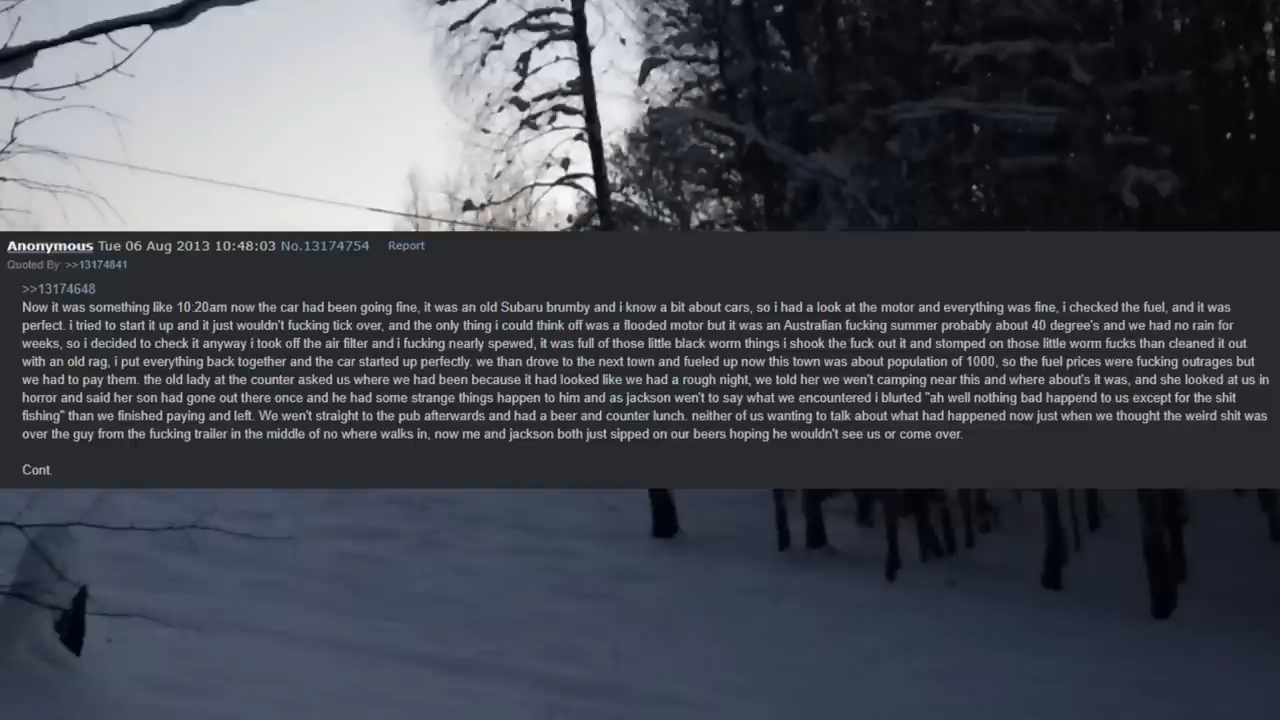 Anonymous Tue 06 Aug 2013 10:48:03 No.13174754 Report
Quoted By: >>13174841
>>13174648
Now it was something like 10:20am now the car had been going fine, it was an old Subaru brumby and i know a bit about cars, so i had a look at the motor and everything was fine, i checked the fuel, and it was
perfect. i tried to start it up and it just wouldn't fucking tick over, and the only thing i could think off was a flooded motor but it was an Australian fucking summer probably about 40 degree's and we had no rain for
weeks, so i decided to check it anyway i took off the air filter and i fucking nearly spewed, it was full of those little black worm things i shook the fuck out it and stomped on those little worm fucks than cleaned it out
with an old rag, i put everything back together and the car started up perfectly. we than drove to the next town and fueled up now this town was about population of 1000, so the fuel prices were fucking outrages but
we had to pay them. the old lady at the counter asked us where we had been because it had looked like we had a rough night, we told her we wen't camping near this and where about's it was, and she looked at us in
horror and said her son had gone out there once and he had some strange things happen to him and as jackson wen't to say what we encountered i blurted "ah well nothing bad happend to us except for the shit
fishing" than we finished paying and left. We wen't straight to the pub afterwards and had a beer and counter lunch. neither of us wanting to talk about what had happened now just when we thought the weird shit was
over the guy from the fucking trailer in the middle of no where walks in, now me and jackson both just sipped on our beers hoping he wouldn't see us or come over.
Cont.